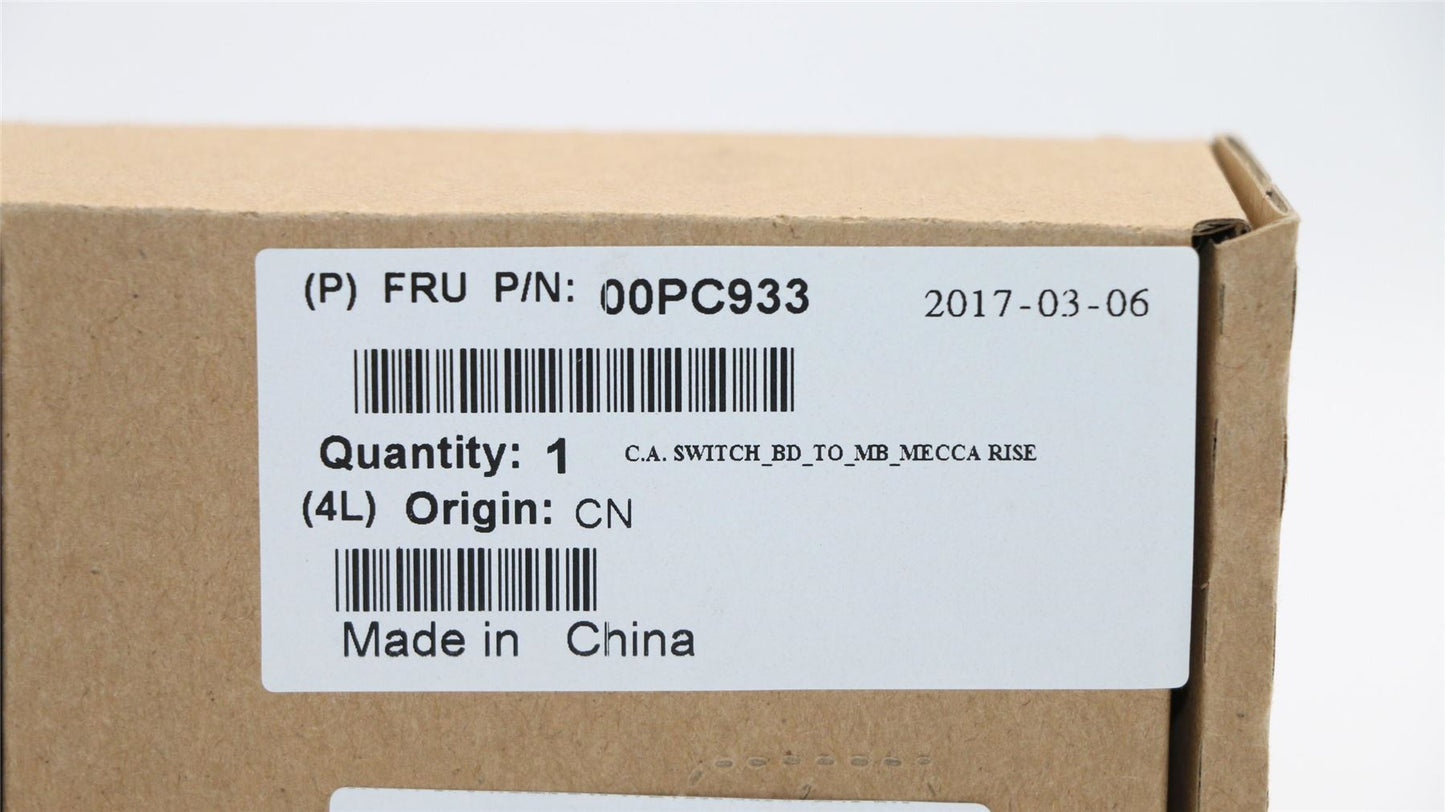 (P) FRU P/N: 00PC933 2017-03-06
Quantity: 1 C.A. SWITCH_BD_TO_MB_MECCA RISE
(4L) Origin: CN
Made in China